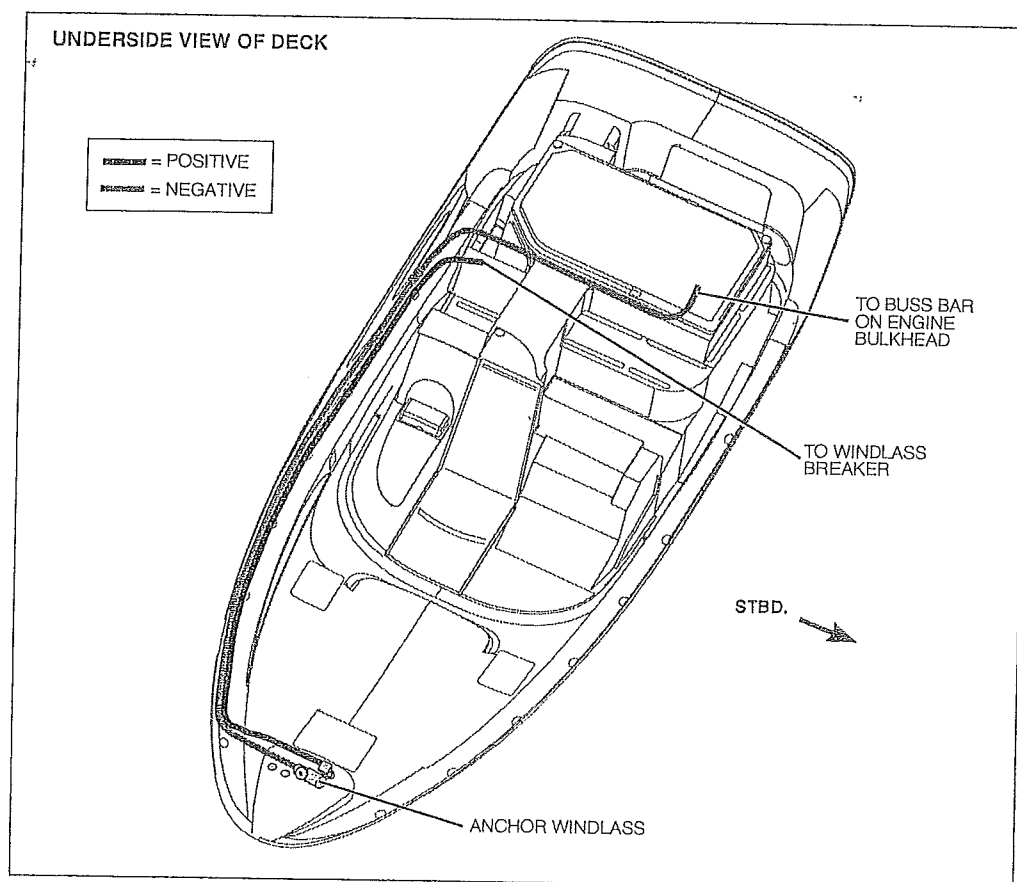 UNDERSIDE VIEW OF DECK
= POSITIVE
= NEGATIVE
TO BUSS BAR
ON ENGINE
BULKHEAD
TO WINDLASS
BREAKER
STBD.
ANCHOR WINDLASS